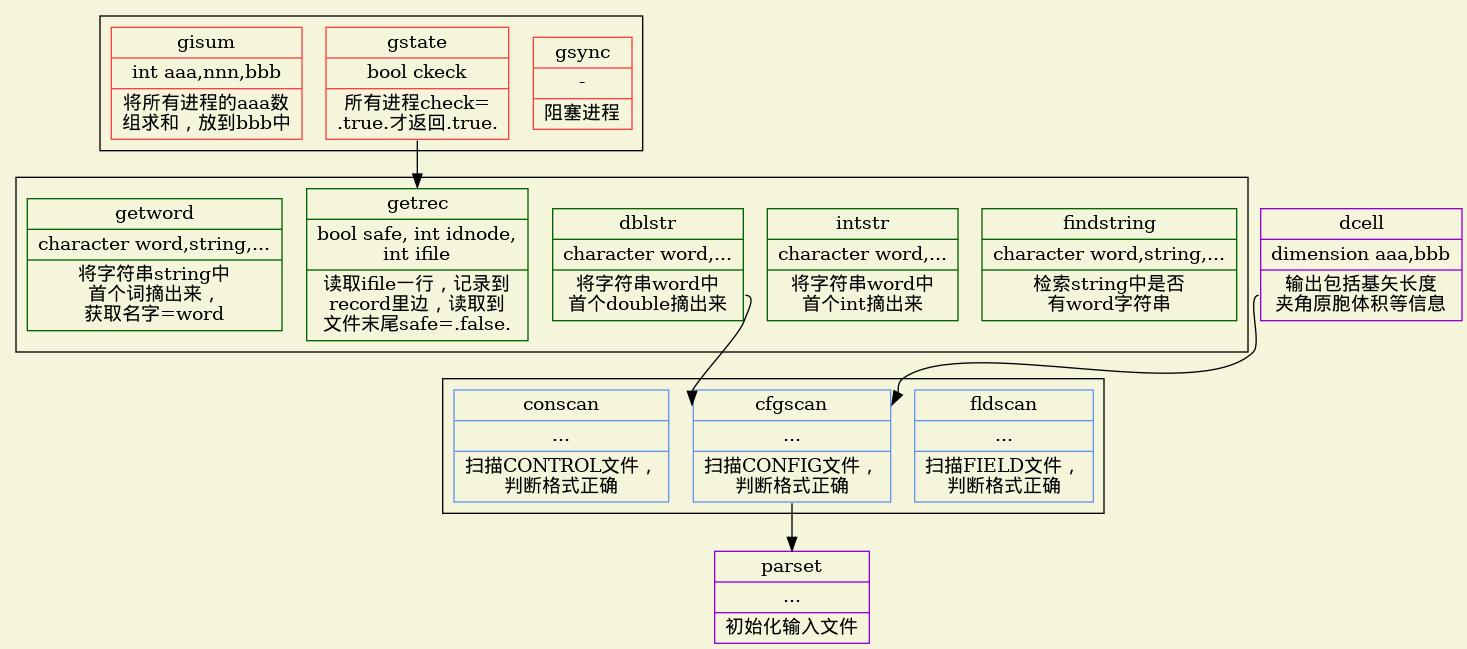 gisum
int aaa,nnn,bbb
将所有进程的aaa数
组求和，放到bbb中
gstate
bool ckeck
所有进程check=
.true.才返回.true.
gsync
-
阻塞进程
getword
character word,string,...
将字符串string中
首个词摘出来，
获取名字=word
getrec
bool safe, int idnode,
int ifile
读取ifile一行，记录到
record里边，读取到
文件末尾safe=.false.
dblstr
character word,...
将字符串word中
首个double摘出来
intstr
character word,...
将字符串word中
首个int摘出来
findstring
character word,string,...
检索string中是否
有word字符串
dcell
dimension aaa,bbb
输出包括基矢长度
夹角原胞体积等信息
conscan
...
扫描CONTROL文件，
判断格式正确
cfgscan
...
扫描CONFIG文件，
判断格式正确
fldscan
...
扫描FIELD文件，
判断格式正确
parset
...
初始化输入文件